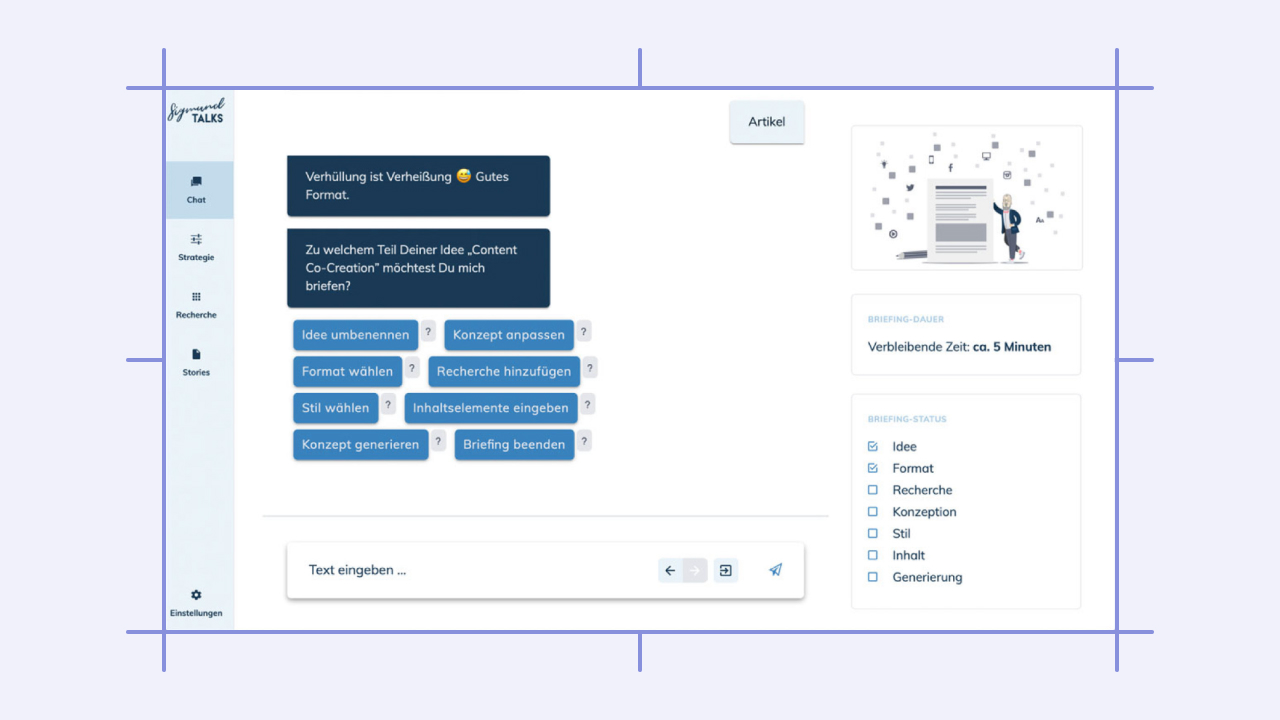 Sigmund
TALKS
Chat
Strategie
Recherche
Stories
Einstellungen
Artikel
Verhüllung ist Verheißung 😅 Gutes
Format.
Zu welchem Teil Deiner Idee „Content
Co-Creation” möchtest Du mich
briefen?
Idee umbenennen ? Konzept anpassen ?
Format wählen ? Recherche hinzufügen ?
Stil wählen ? Inhaltselemente eingeben ?
Konzept generieren ? Briefing beenden ?
Text eingeben ...
Aa
BRIEFING-DAUER
Verbleibende Zeit: ca. 5 Minuten
BRIEFING-STATUS
Idee
Format
Recherche
Konzeption
Stil
Inhalt
Generierung